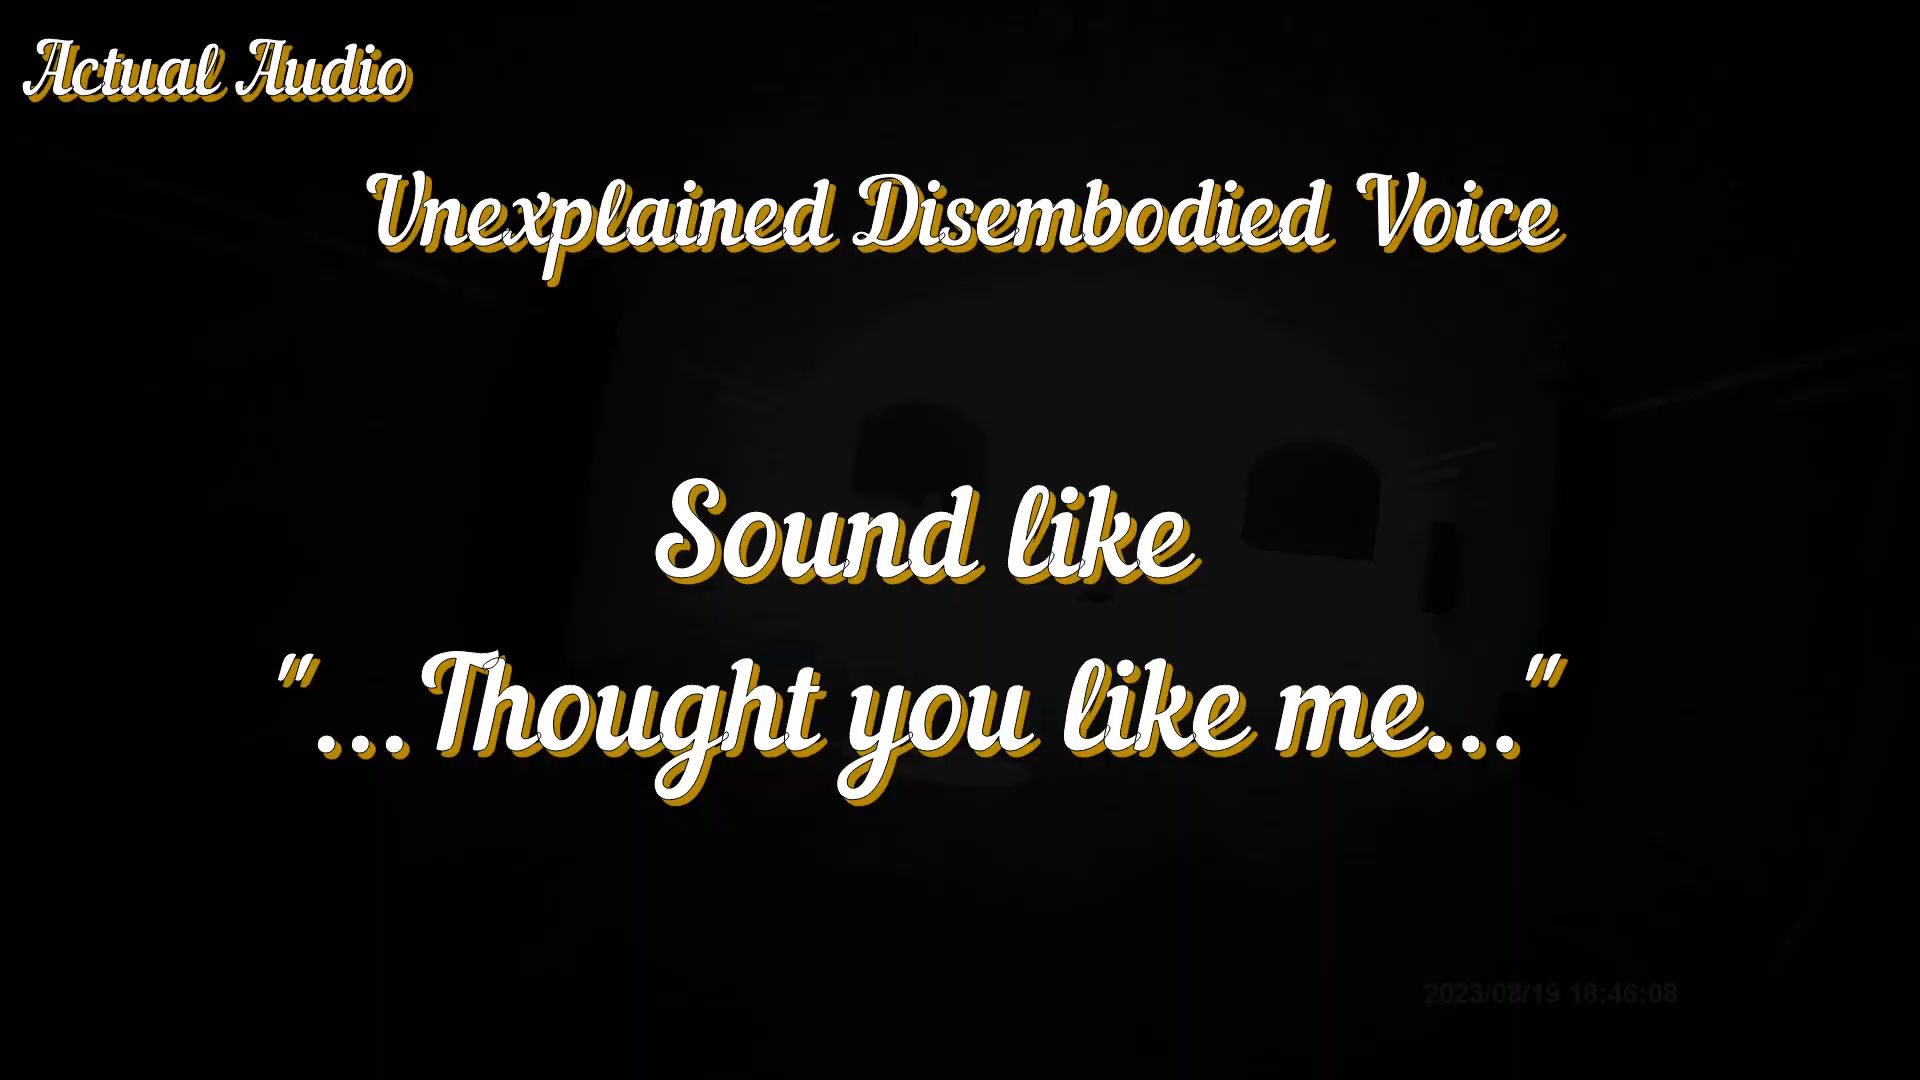 Actual Audio
Unexplained Disembodied Voice
Sound like
"...Thought you like me..."
2023/08/19 18:46:08